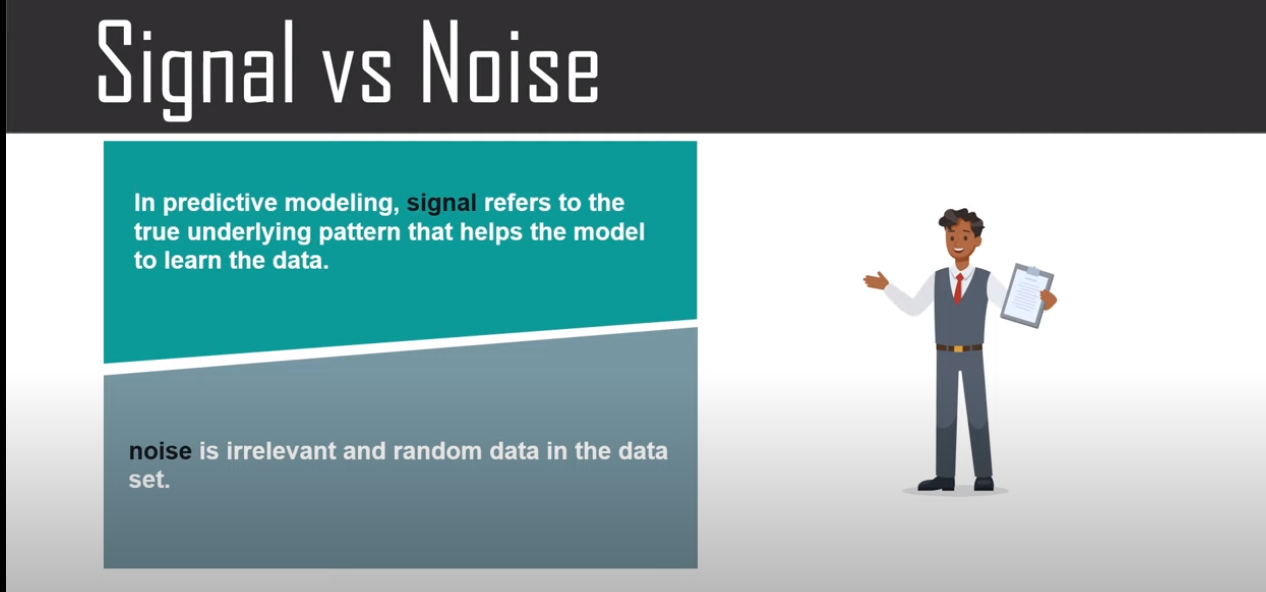 Signal vs Noise
In predictive modeling, signal refers to the
true underlying pattern that helps the model
to learn the data.
noise is irrelevant and random data in the data
set.